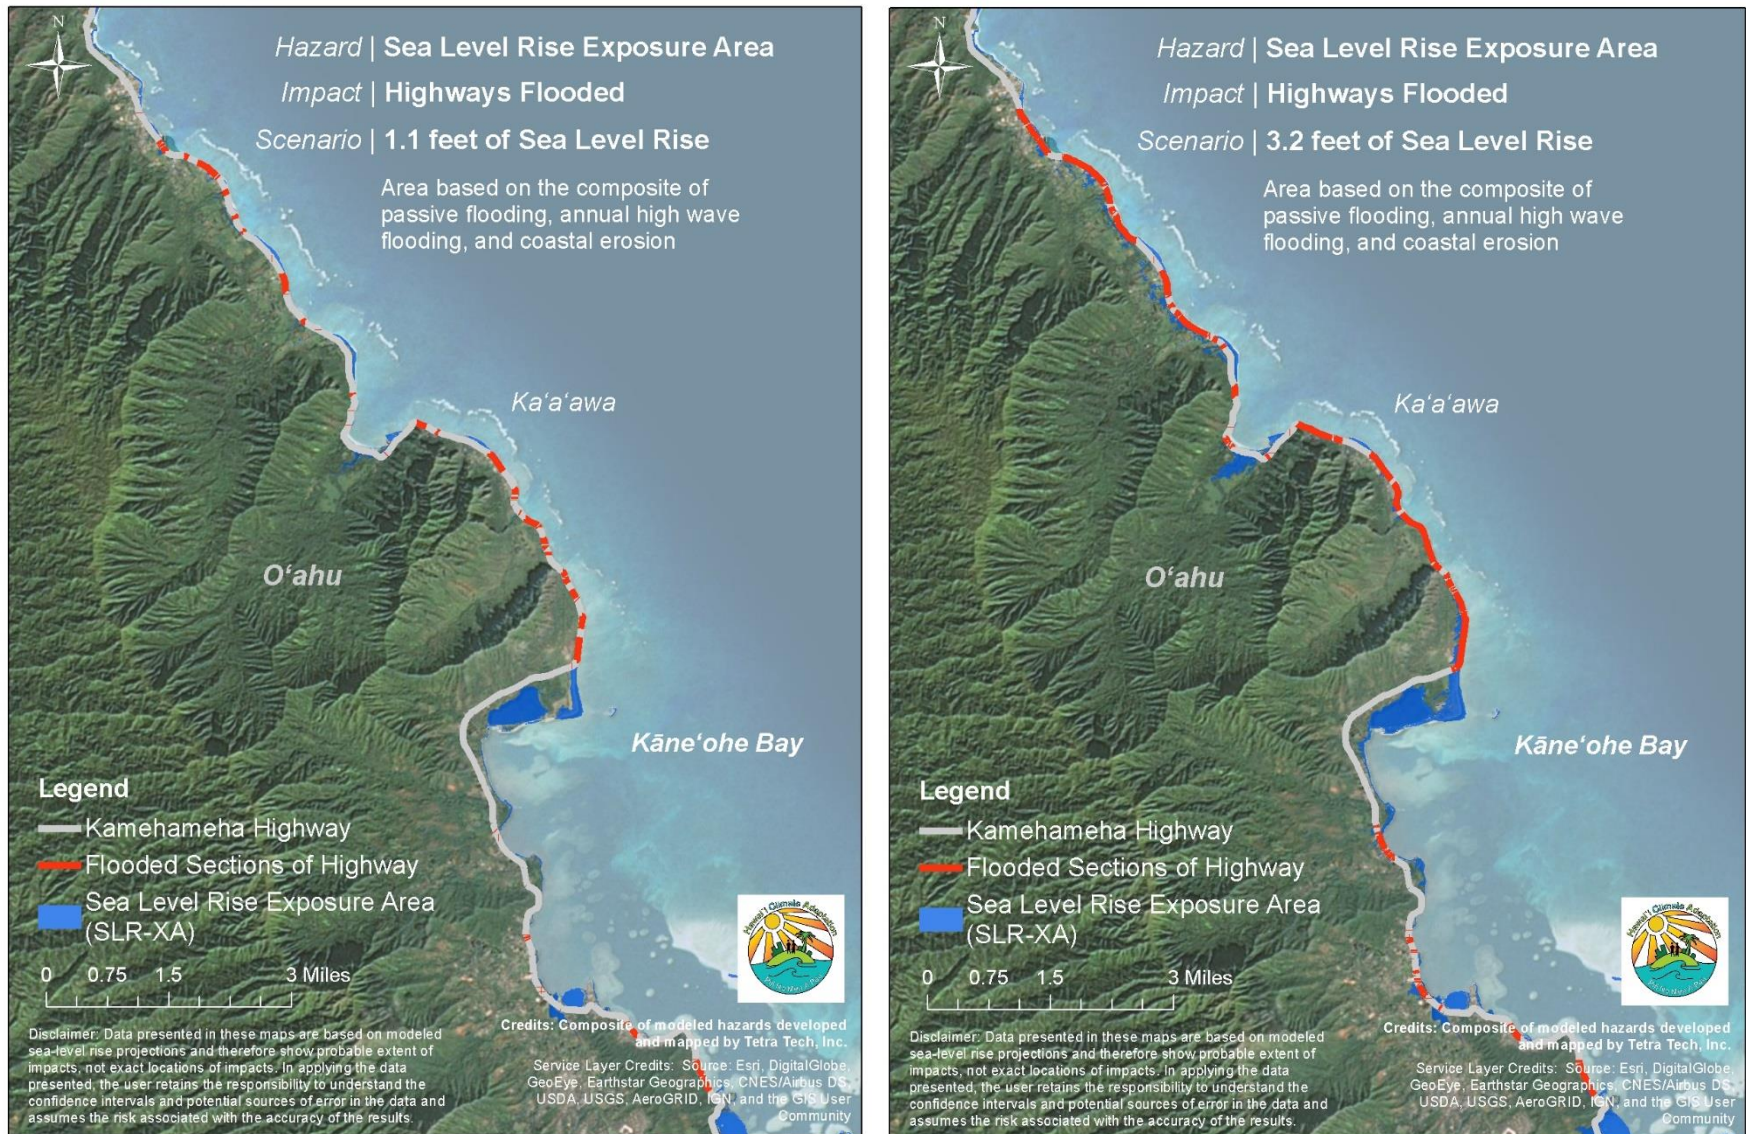 N
Hazard | Sea Level Rise Exposure Area
Impact | Highways Flooded
Scenario | 1.1 feet of Sea Level Rise
Area based on the composite of
passive flooding, annual high wave
flooding, and coastal erosion
Ka‘a‘awa
O‘ahu
Kāne‘ohe Bay
Legend
Kamehameha Highway
Flooded Sections of Highway
Sea Level Rise Exposure Area
(SLR-XA)
0 0.75 1.5 3 Miles
Hawai‘i Climate Adaptation
Disclaimer: Data presented in these maps are based on modeled
sea-level rise projections and therefore show probable extent of
impacts, not exact locations of impacts. In applying the data
presented, the user retains the responsibility to understand the
confidence intervals and potential sources of error in the data and
assumes the risk associated with the accuracy of the results.
Credits: Composite of modeled hazards developed
and mapped by Tetra Tech, Inc.
Service Layer Credits: Source: Esri, DigitalGlobe,
GeoEye, Earthstar Geographics, CNES/Airbus DS,
USDA, USGS, AeroGRID, IGN, and the GIS User
Community
N
Hazard | Sea Level Rise Exposure Area
Impact | Highways Flooded
Scenario | 3.2 feet of Sea Level Rise
Area based on the composite of
passive flooding, annual high wave
flooding, and coastal erosion
Ka‘a‘awa
O‘ahu
Kāne‘ohe Bay
Legend
Kamehameha Highway
Flooded Sections of Highway
Sea Level Rise Exposure Area
(SLR-XA)
0 0.75 1.5 3 Miles
Hawai‘i Climate Adaptation
Disclaimer: Data presented in these maps are based on modeled
sea-level rise projections and therefore show probable extent of
impacts, not exact locations of impacts. In applying the data
presented, the user retains the responsibility to understand the
confidence intervals and potential sources of error in the data and
assumes the risk associated with the accuracy of the results.
Credits: Composite of modeled hazards developed
and mapped by Tetra Tech, Inc.
Service Layer Credits: Source: Esri, DigitalGlobe,
GeoEye, Earthstar Geographics, CNES/Airbus DS,
USDA, USGS, AeroGRID, IGN, and the GIS User
Community